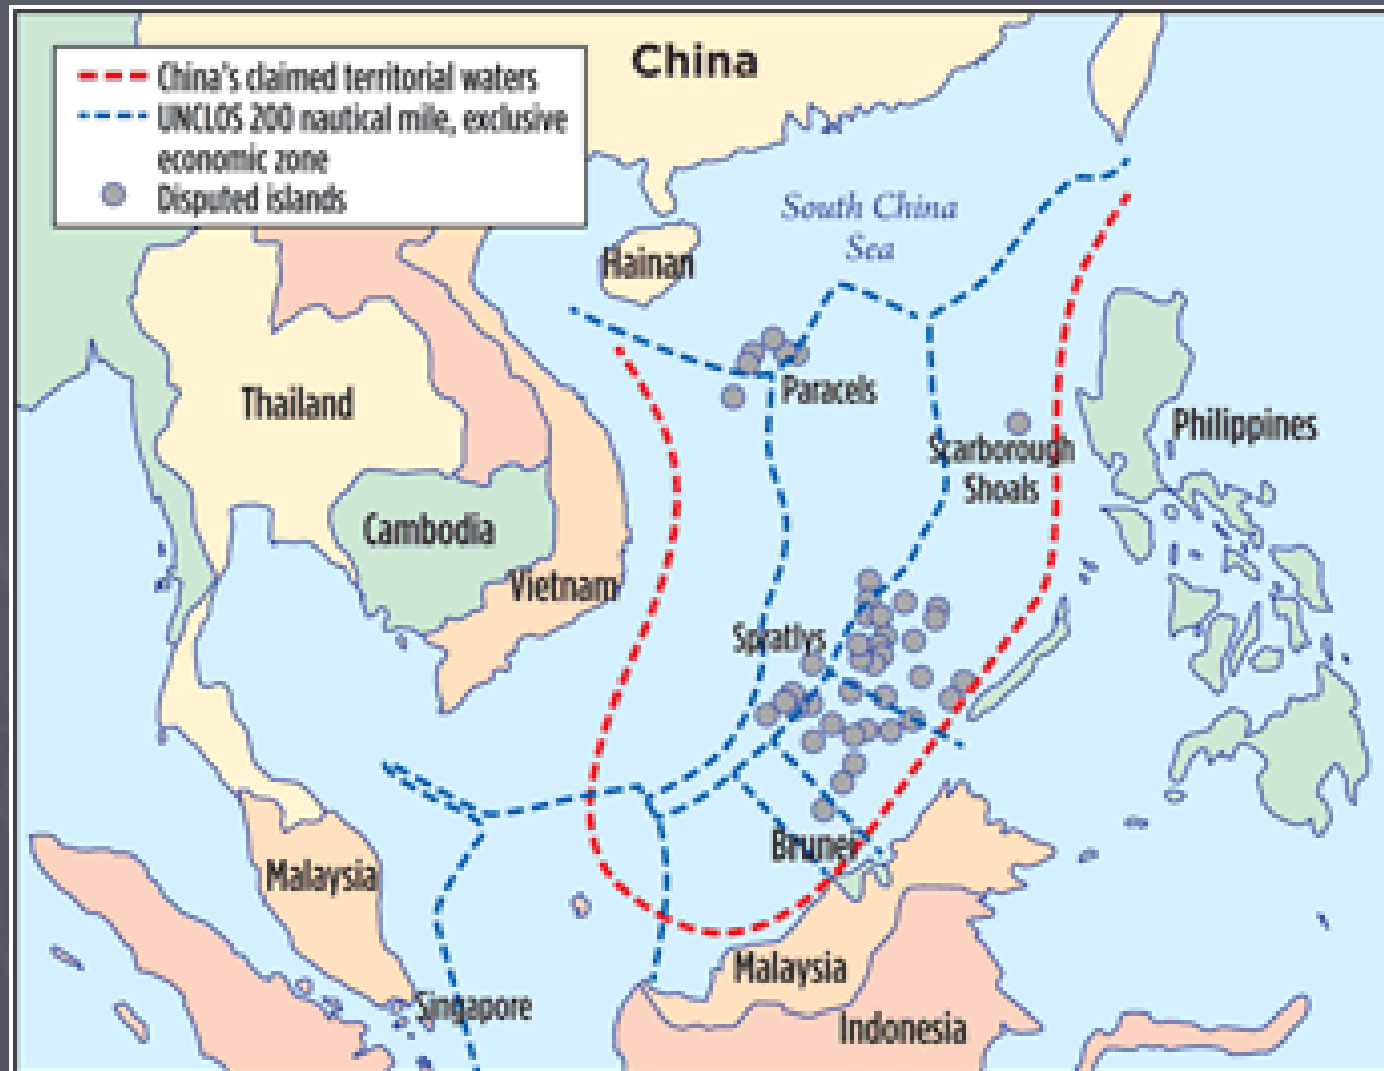 China
China's claimed territorial waters
UNCLOS 200 nautical mile, exclusive
economic zone
Disputed islands
South China
Sea
Hainan
Paracels
Thailand
Philippines
Scarborough
Shoals
Cambodia
Vietnam
Spratlys
Brunei
Malaysia
Malaysia
Singapore
Indonesia